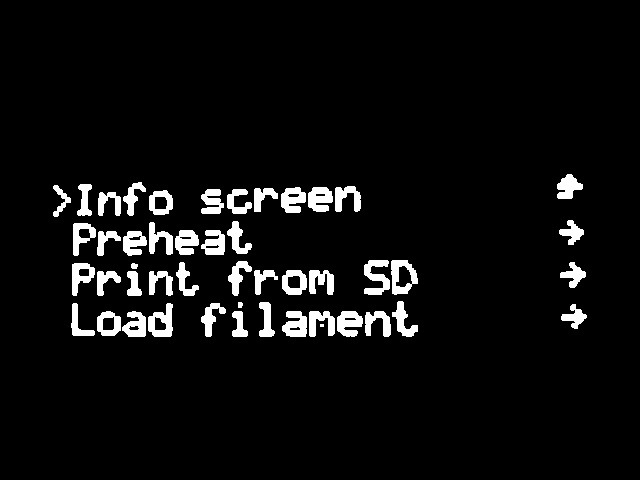 >Info screen
Preheat →
Print from SD →
Load filament →